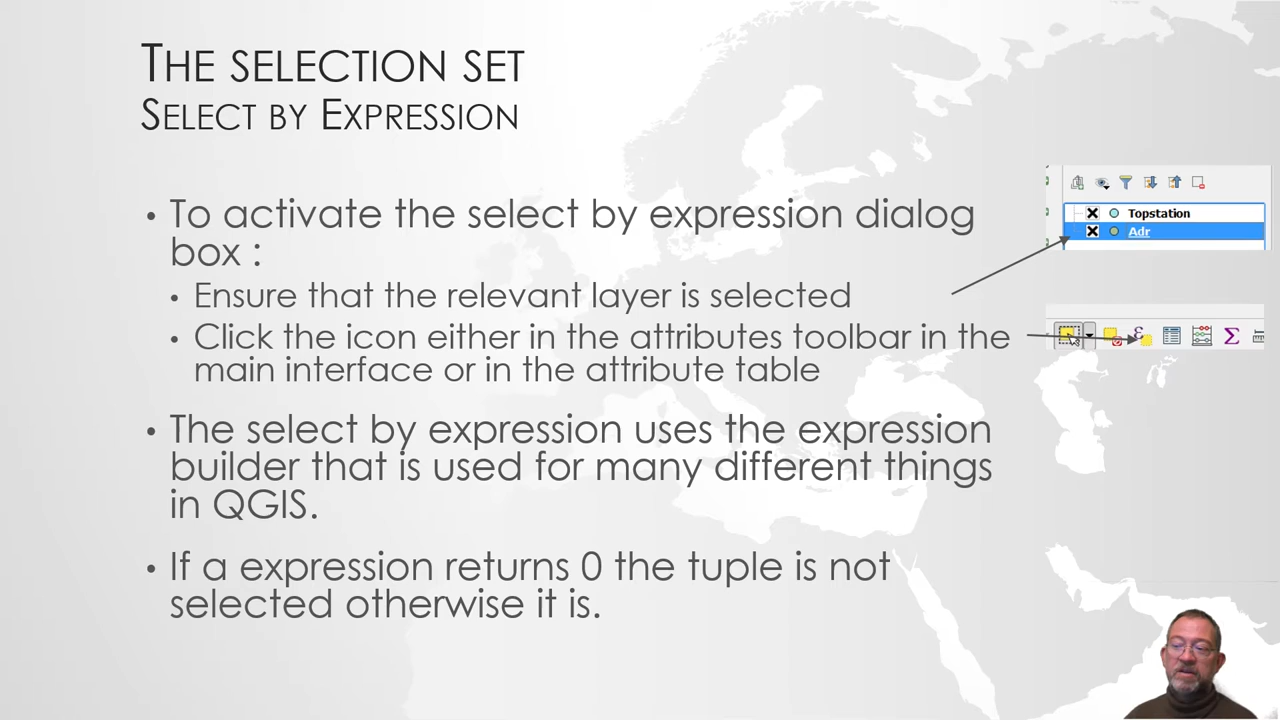 The selection set
Select by Expression
• To activate the select by expression dialog
box :
• Ensure that the relevant layer is selected
• Click the icon either in the attributes toolbar in the
main interface or in the attribute table
• The select by expression uses the expression
builder that is used for many different things
in QGIS.
• If a expression returns 0 the tuple is not
selected otherwise it is.
Topstation
Adr